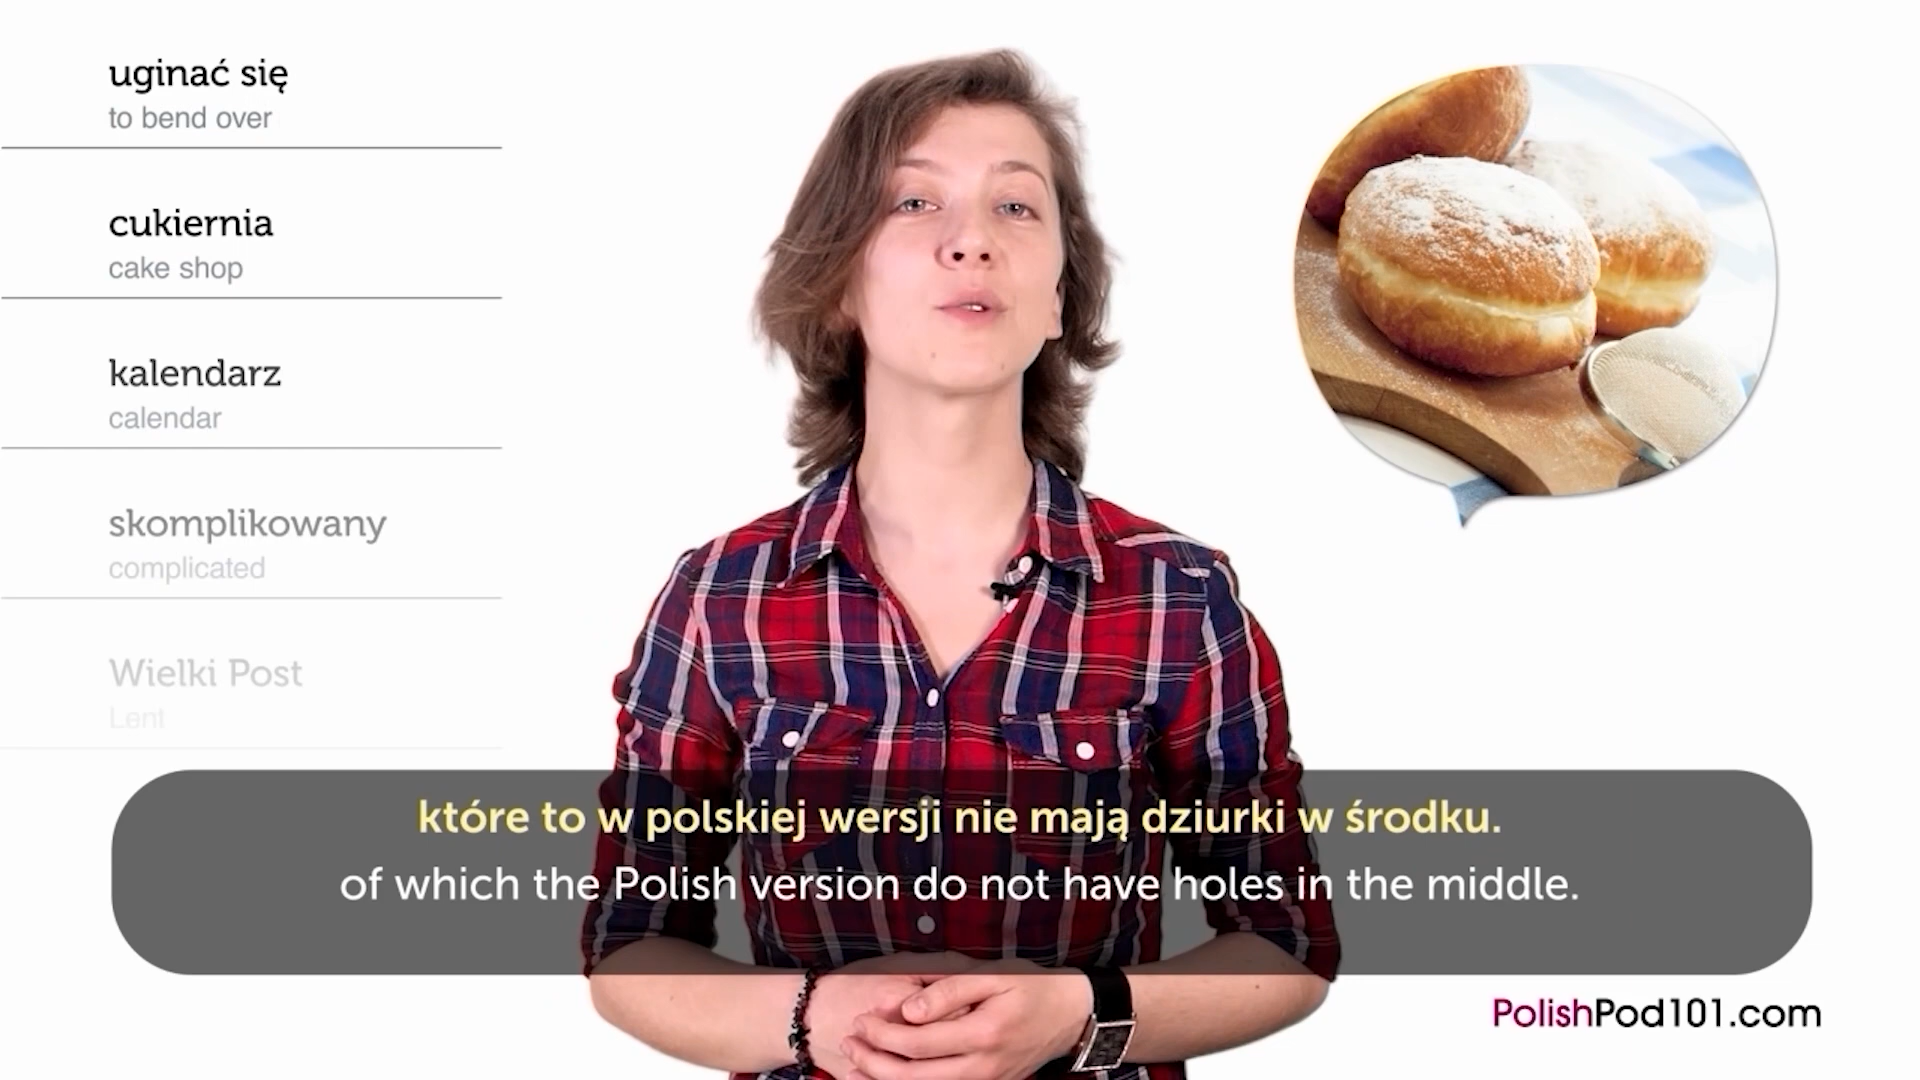 uginać się
to bend over
cukiernia
cake shop
kalendarz
calendar
skomplikowany
complicated
Wielki Post
Lent
które to w polskiej wersji nie mają dziurki w środku.
of which the Polish version do not have holes in the middle.
PolishPod101.com